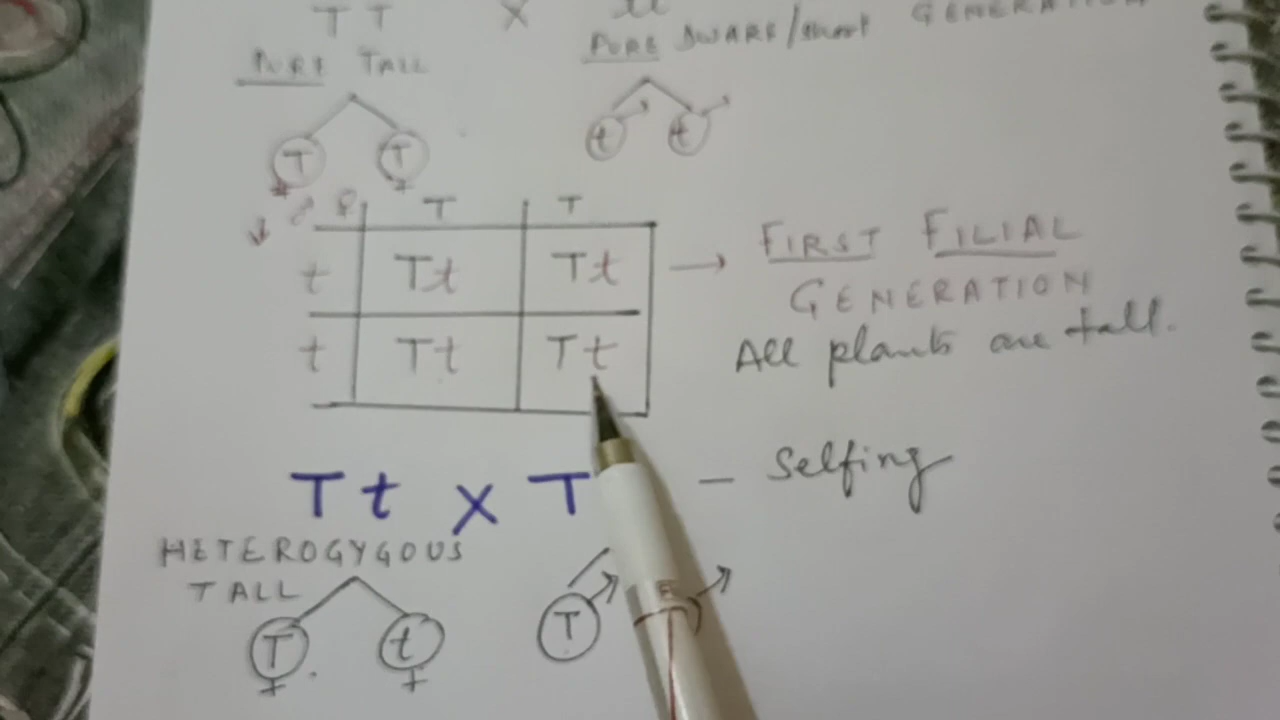 TT X tt
PURE TALL PURE DWARF/short GENERATION
T T t t
♂ ♀ T T
t Tt Tt → FIRST FILIAL
GENERATION
t Tt Tt All plants are tall.
Tt X T — Selfing
HETEROGYGOUS
TALL
T t T